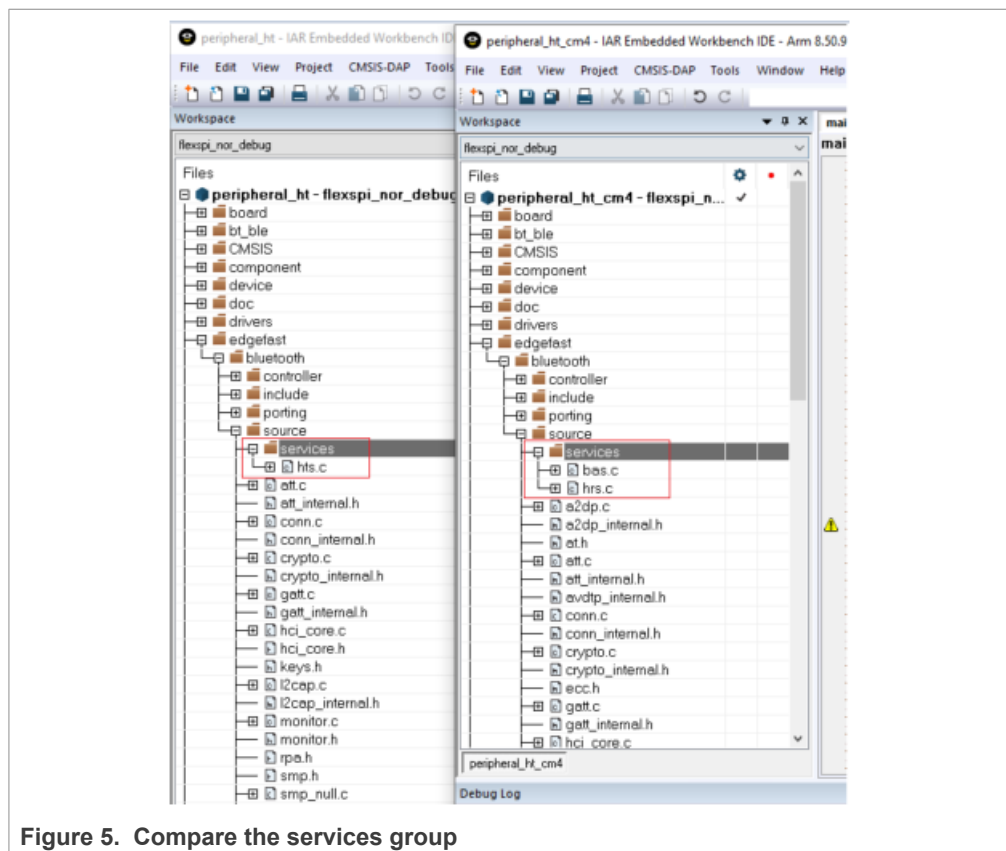 peripheral_ht - IAR Embedded Workbench ID
File Edit View Project CMSIS-DAP Tools
Workspace
flexspi_nor_debug
Files
peripheral_ht - flexspi_nor_debug
board
bt_ble
CMSIS
component
device
doc
drivers
edgefast
bluetooth
controller
include
porting
source
services
hts.c
att.c
att_internal.h
conn.c
conn_internal.h
crypto.c
crypto_internal.h
gatt.c
gatt_internal.h
hci_core.c
hci_core.h
keys.h
l2cap.c
l2cap_internal.h
monitor.c
monitor.h
rpa.h
smp.h
smp_null.c
peripheral_ht_cm4 - IAR Embedded Workbench IDE - Arm 8.50.9
File Edit View Project CMSIS-DAP Tools Window Help
Workspace
flexspi_nor_debug
Files
peripheral_ht_cm4 - flexspi_n...
board
bt_ble
CMSIS
component
device
doc
drivers
edgefast
bluetooth
controller
include
porting
source
services
bas.c
hrs.c
a2dp.c
a2dp_internal.h
at.h
att.c
att_internal.h
avdtp_internal.h
conn.c
conn_internal.h
crypto.c
crypto_internal.h
ecc.h
gatt.c
gatt_internal.h
hci_core.c
peripheral_ht_cm4
Debug Log
mai
mai
Figure 5. Compare the services group